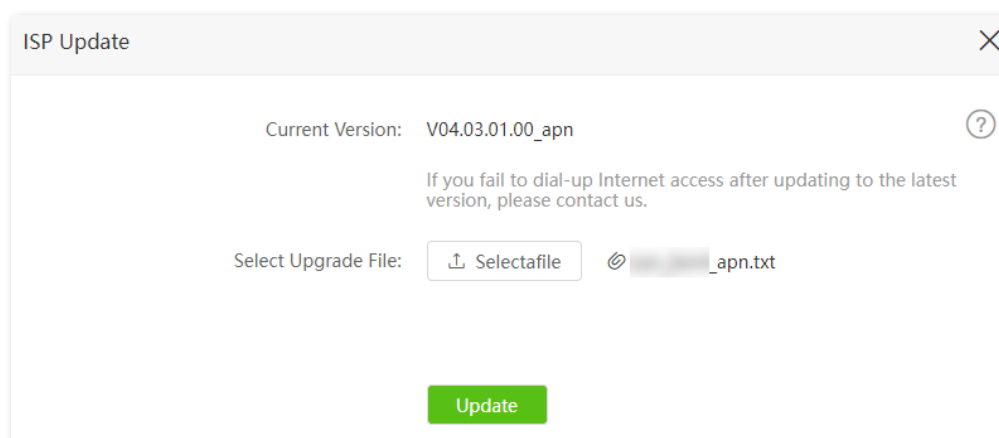 ISP Update
Current Version: V04.03.01.00_apn
?
If you fail to dial-up Internet access after updating to the latest
version, please contact us.
Select Upgrade File: Selectafile _apn.txt
Update